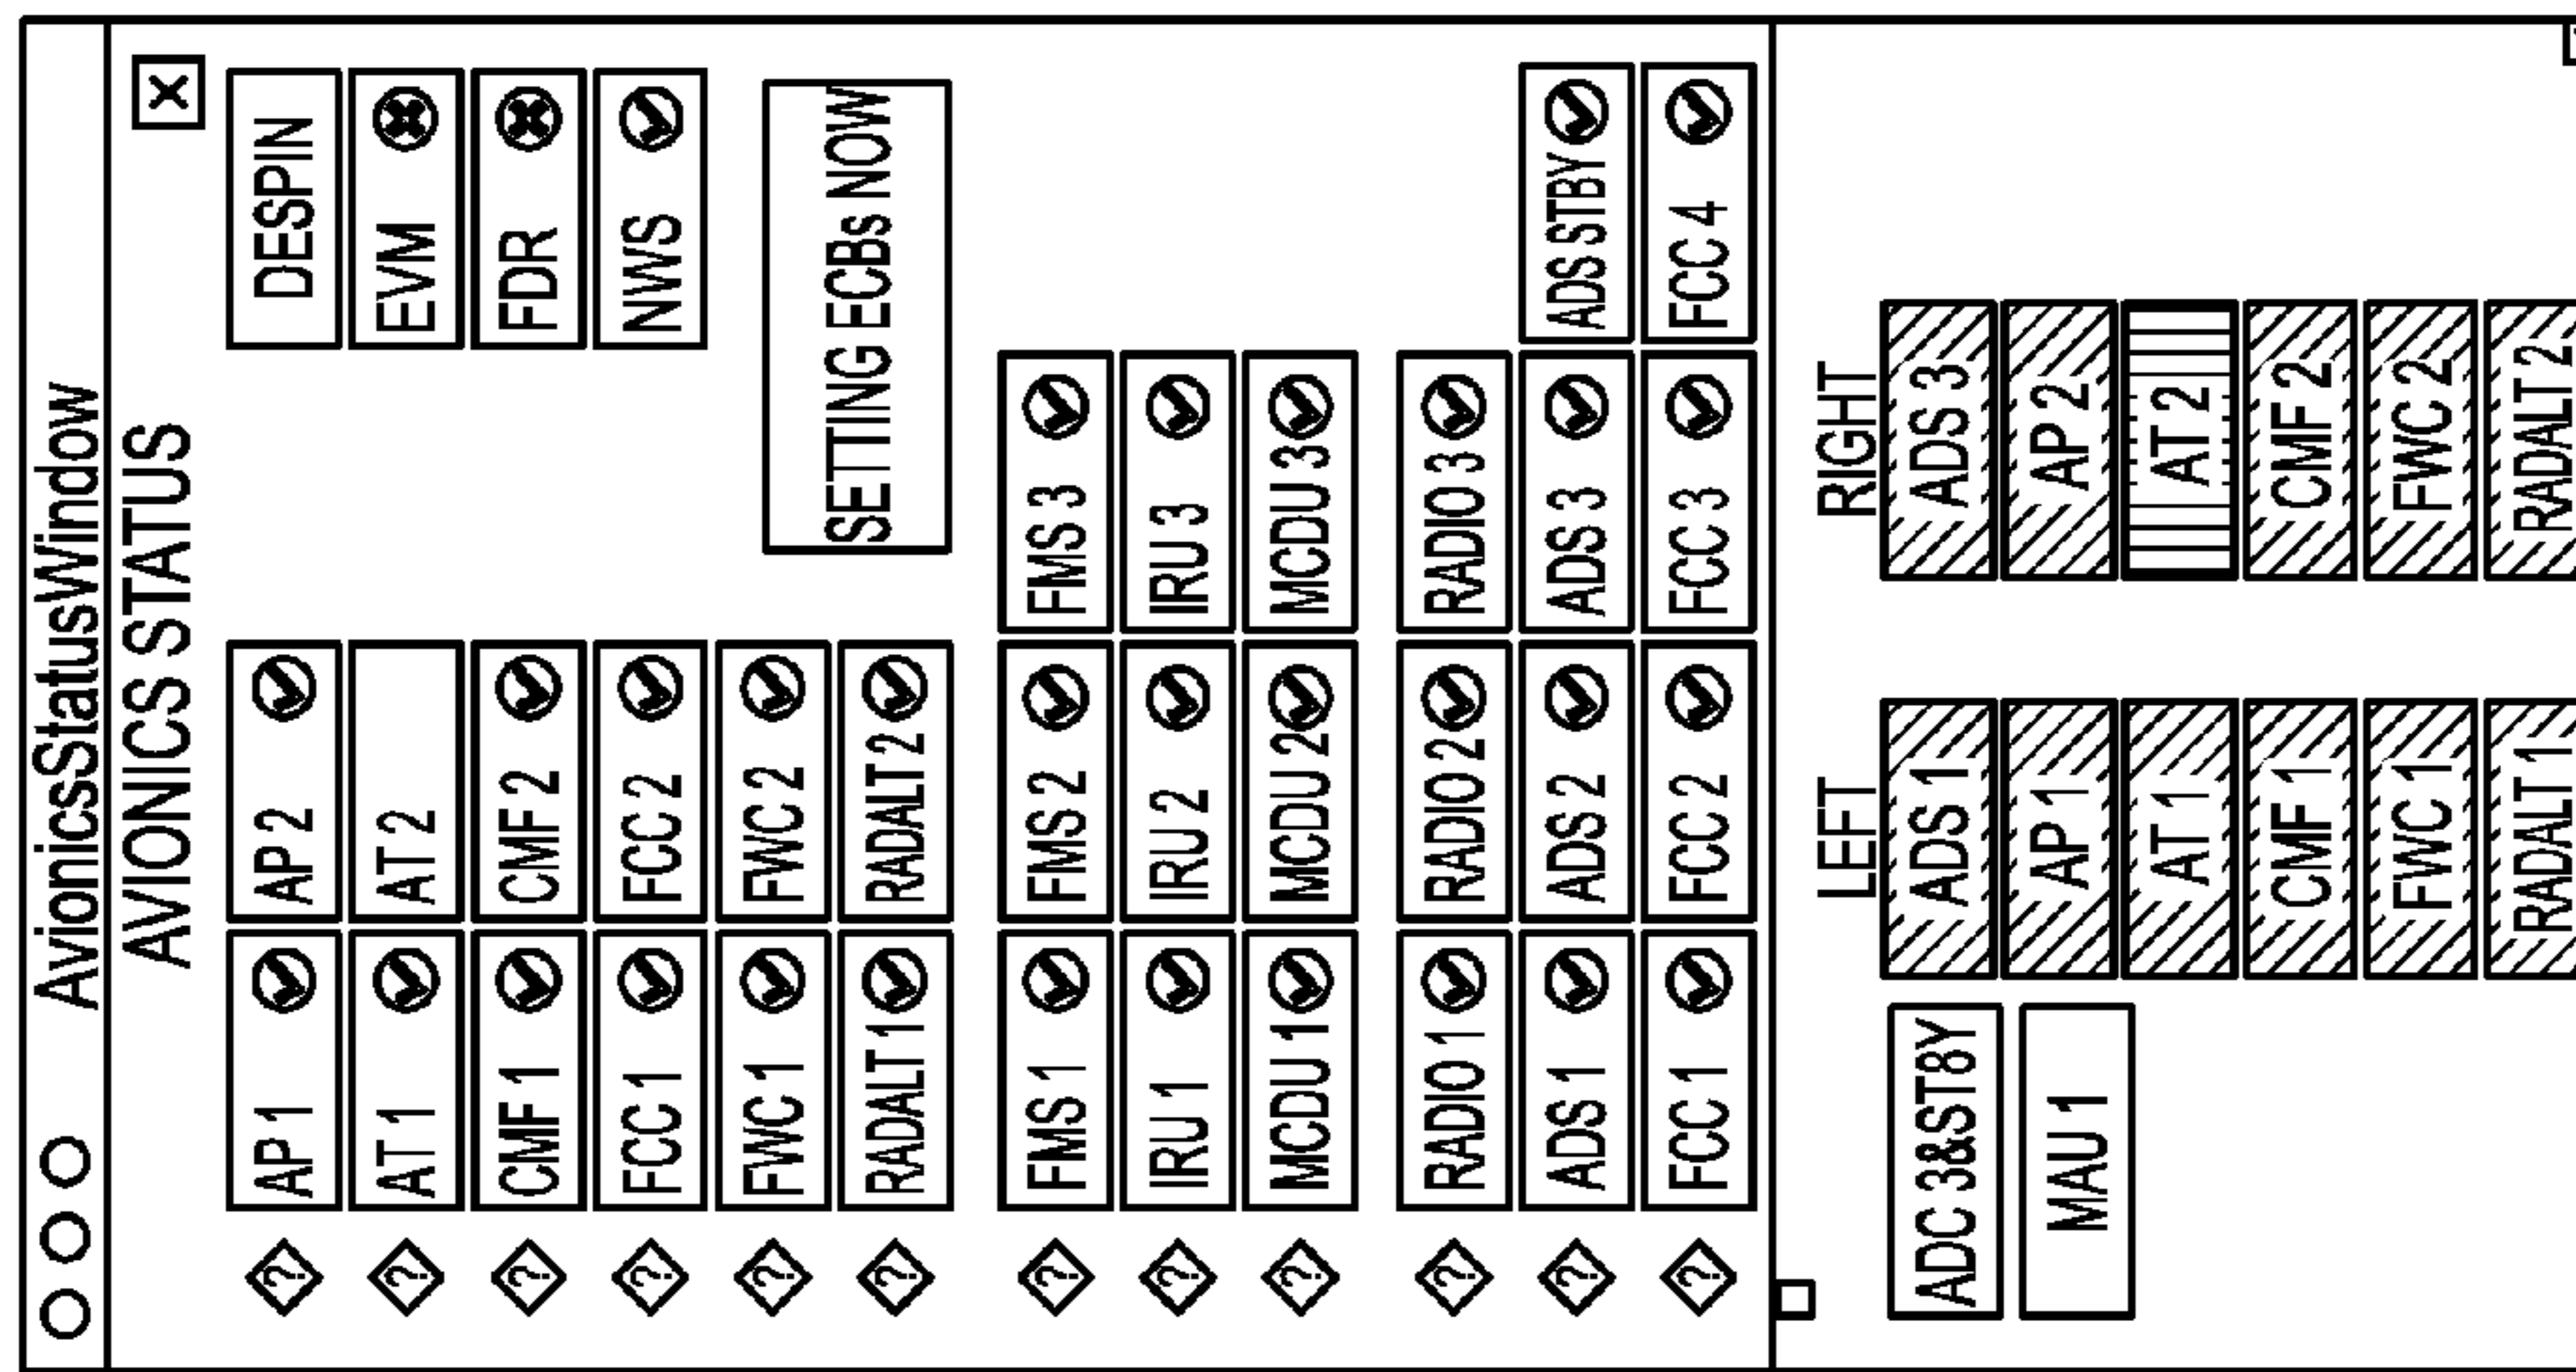 AvionicsStatusWindow
AVIONICS STATUS
AP 1 AP 2 DESPIN
AT 1 AT 2 EVM
CMF 1 CMF 2 FDR
FCC 1 FCC 2 NWS
FWC 1 FWC 2
SETTING ECBs NOW
RADALT 1 RADALT 2
FMS 1 FMS 2 FMS 3
IRU 1 IRU 2 IRU 3
MCDU 1 MCDU 2 MCDU 3
RADIO 1 RADIO 2 RADIO 3
ADS 1 ADS 2 ADS 3 ADS STBY
FCC 1 FCC 2 FCC 3 FCC 4
LEFT RIGHT
ADC 3&ST8Y ADS 1 ADS 3
MAU 1 AP 1 AP 2
AT 1 AT 2
CMF 1 CMF 2
FWC 1 FWC 2
RADALT 1 RADALT 2